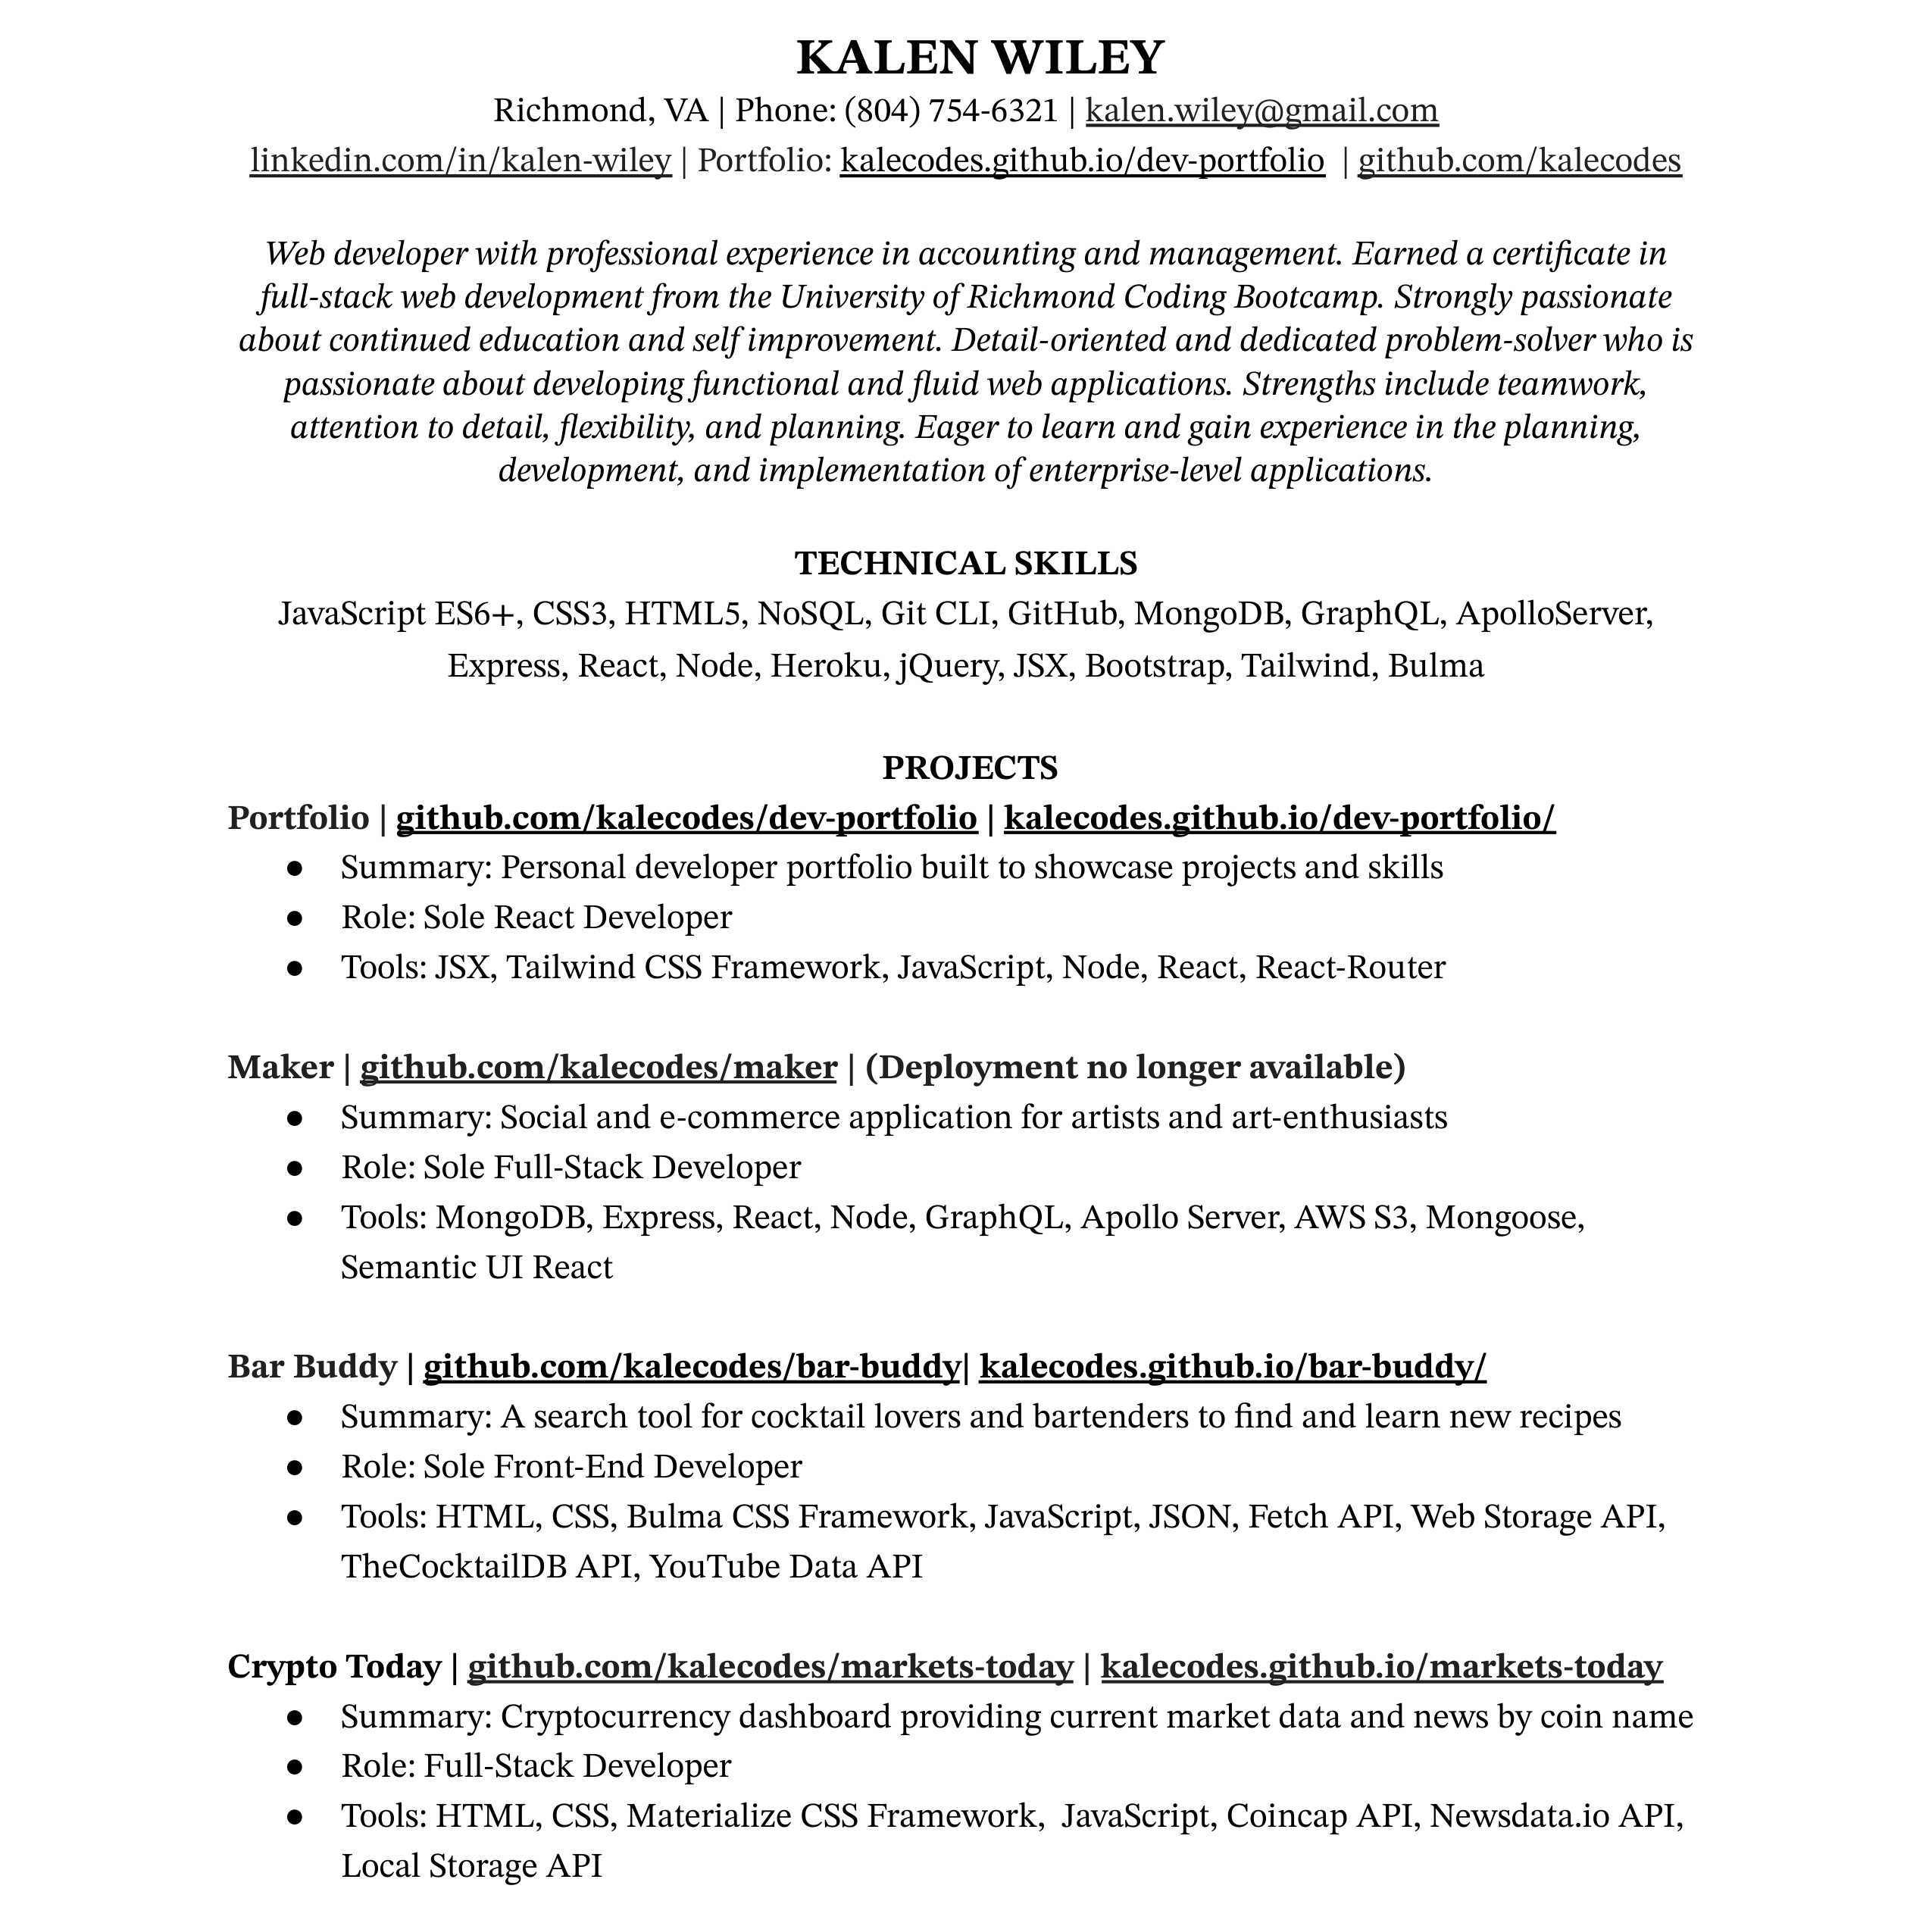 KALEN WILEY
Richmond, VA | Phone: (804) 754-6321 | kalen.wiley@gmail.com
linkedin.com/in/kalen-wiley | Portfolio: kalecodes.github.io/dev-portfolio | github.com/kalecodes
Web developer with professional experience in accounting and management. Earned a certificate in
full-stack web development from the University of Richmond Coding Bootcamp. Strongly passionate
about continued education and self improvement. Detail-oriented and dedicated problem-solver who is
passionate about developing functional and fluid web applications. Strengths include teamwork,
attention to detail, flexibility, and planning. Eager to learn and gain experience in the planning,
development, and implementation of enterprise-level applications.
TECHNICAL SKILLS
JavaScript ES6+, CSS3, HTML5, NoSQL, Git CLI, GitHub, MongoDB, GraphQL, ApolloServer,
Express, React, Node, Heroku, jQuery, JSX, Bootstrap, Tailwind, Bulma
PROJECTS
Portfolio | github.com/kalecodes/dev-portfolio | kalecodes.github.io/dev-portfolio/
● Summary: Personal developer portfolio built to showcase projects and skills
● Role: Sole React Developer
● Tools: JSX, Tailwind CSS Framework, JavaScript, Node, React, React-Router
Maker | github.com/kalecodes/maker | (Deployment no longer available)
● Summary: Social and e-commerce application for artists and art-enthusiasts
● Role: Sole Full-Stack Developer
● Tools: MongoDB, Express, React, Node, GraphQL, Apollo Server, AWS S3, Mongoose,
Semantic UI React
Bar Buddy | github.com/kalecodes/bar-buddy| kalecodes.github.io/bar-buddy/
● Summary: A search tool for cocktail lovers and bartenders to find and learn new recipes
● Role: Sole Front-End Developer
● Tools: HTML, CSS, Bulma CSS Framework, JavaScript, JSON, Fetch API, Web Storage API,
TheCocktailDB API, YouTube Data API
Crypto Today | github.com/kalecodes/markets-today | kalecodes.github.io/markets-today
● Summary: Cryptocurrency dashboard providing current market data and news by coin name
● Role: Full-Stack Developer
● Tools: HTML, CSS, Materialize CSS Framework,  JavaScript, Coincap API, Newsdata.io API,
Local Storage API